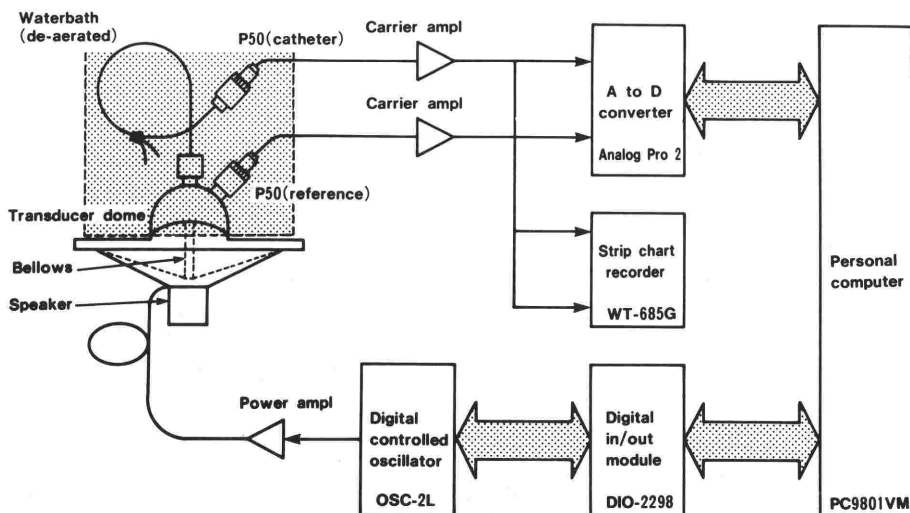 Waterbath
(de-aerated)
P50(catheter)
Carrier ampl
Carrier ampl
A to D
converter
Analog Pro 2
P50(reference)
Transducer dome
Bellows
Speaker
Strip chart
recorder
WT-685G
Personal
computer
Power ampl
Digital
controlled
oscillator
OSC-2L
Digital
in/out
module
DIO-2298
PC9801VM